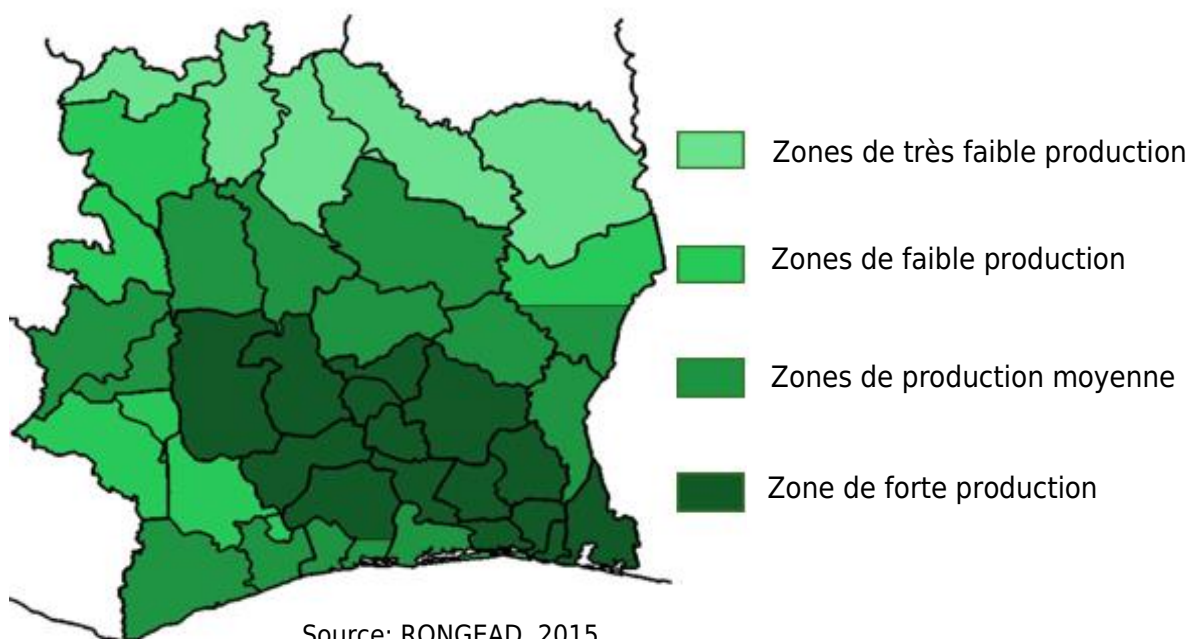 Zones de très faible production
Zones de faible production
Zones de production moyenne
Zone de forte production
Source: RONGEAD, 2015